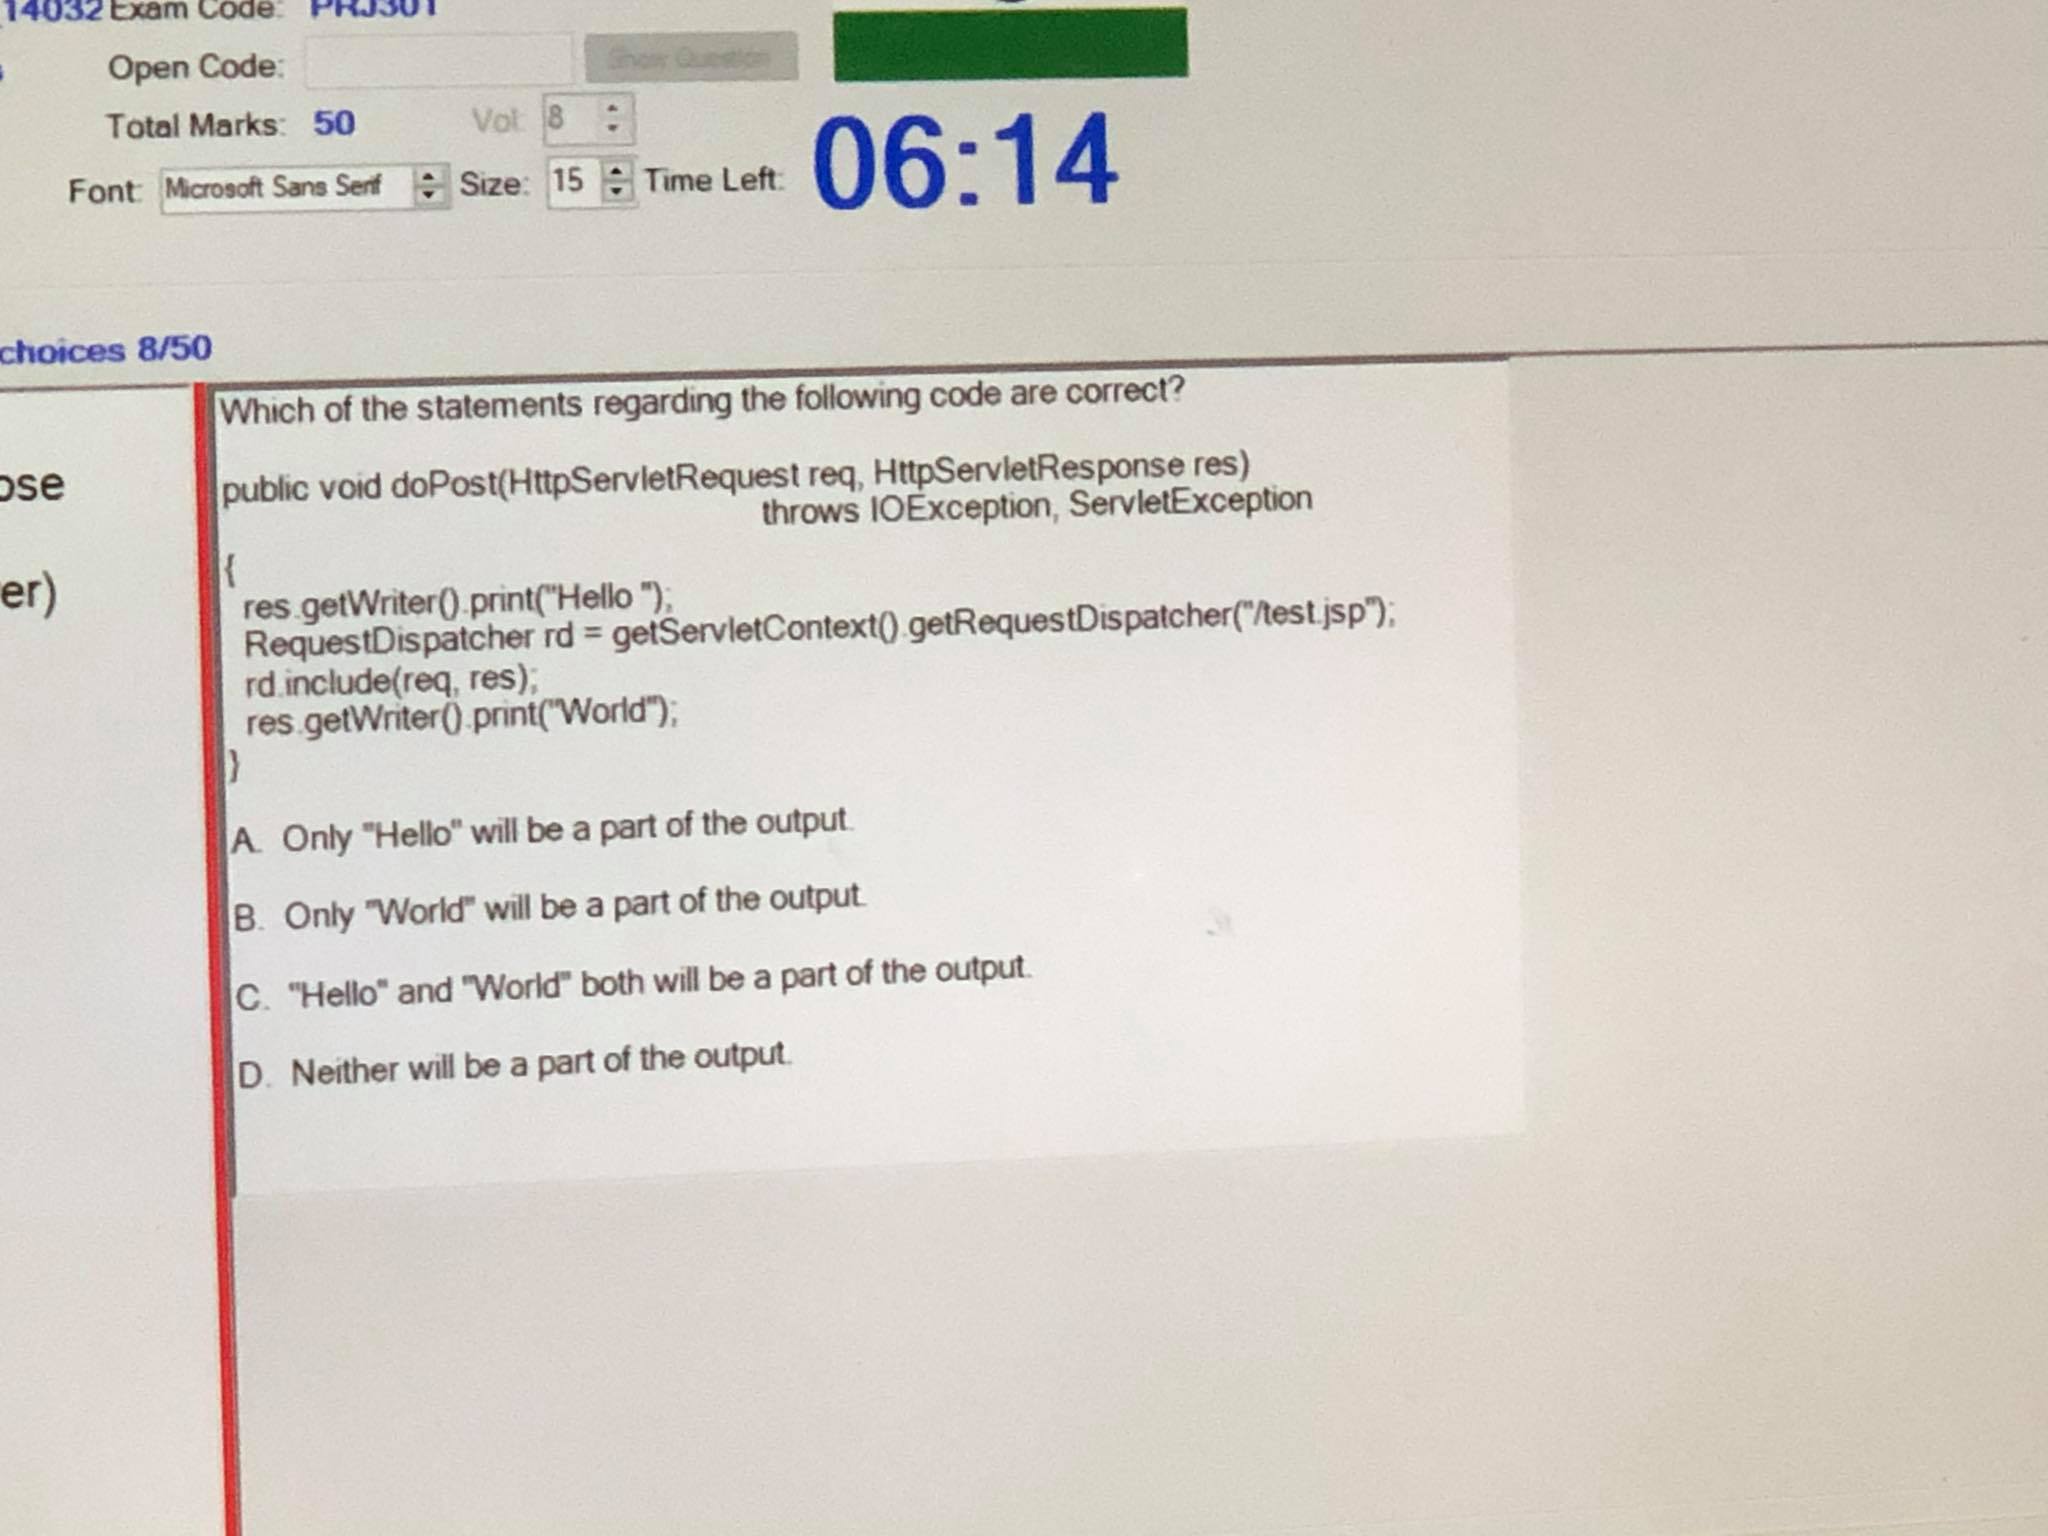 14032 Exam Code: PRJ301
Open Code: Show Question
Total Marks: 50 Vol: 8
Font: Microsoft Sans Serif Size: 15 Time Left: 06:14
choices 8/50
ose
er)
Which of the statements regarding the following code are correct?
public void doPost(HttpServletRequest req, HttpServletResponse res)
throws IOException, ServletException
{
res.getWriter().print("Hello ");
RequestDispatcher rd = getServletContext().getRequestDispatcher("/test.jsp");
rd.include(req, res);
res.getWriter().print("World");
}
A. Only "Hello" will be a part of the output.
B. Only "World" will be a part of the output.
C. "Hello" and "World" both will be a part of the output.
D. Neither will be a part of the output.